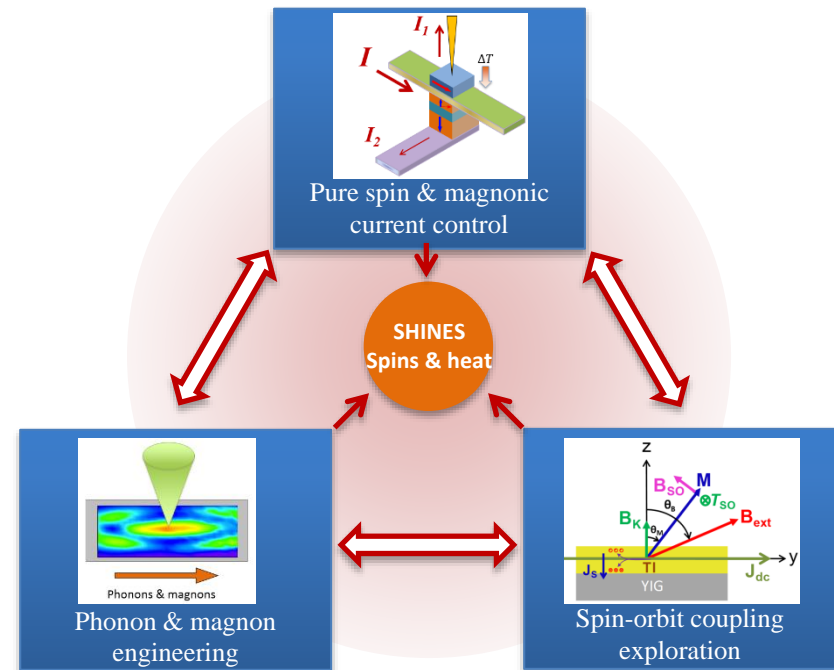 I1
I
ΔT
I2
Pure spin & magnonic
current control
SHINES
Spins & heat
Phonons & magnons
Phonon & magnon
engineering
z
BSO
M
⊗TSO
θB
BK
θM
Bext
y
Js
TI
Jdc
YIG
Spin-orbit coupling
exploration